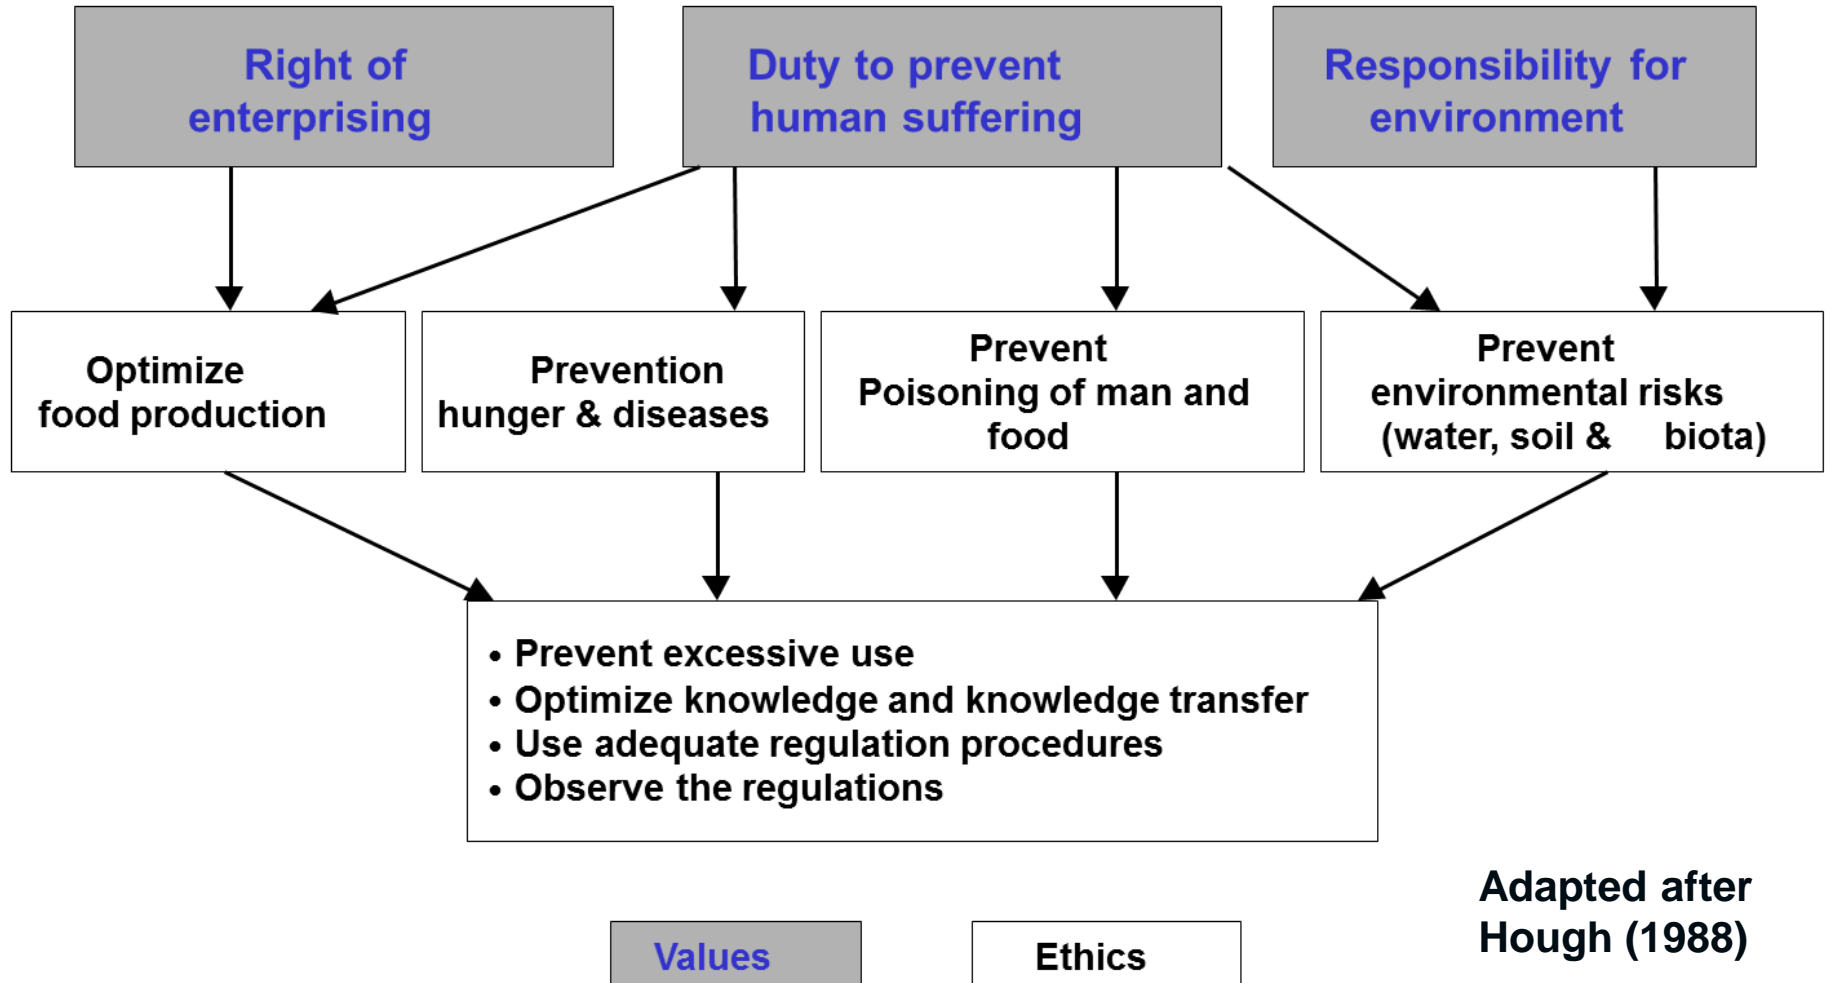 Right of
enterprising
Duty to prevent
human suffering
Responsibility for
environment
Optimize
food production
Prevention
hunger & diseases
Prevent
Poisoning of man and
food
Prevent
environmental risks
(water, soil & biota)
• Prevent excessive use
• Optimize knowledge and knowledge transfer
• Use adequate regulation procedures
• Observe the regulations
Adapted after
Hough (1988)
Values
Ethics